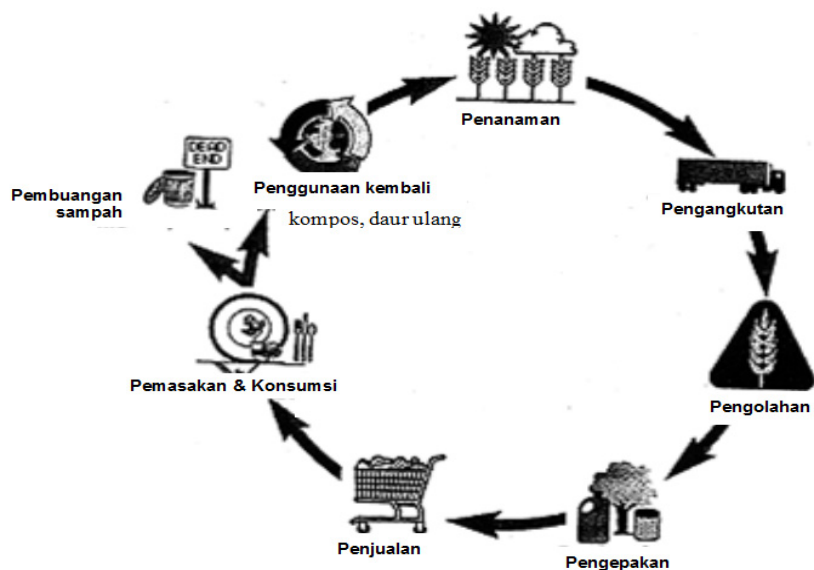 Penanaman
Pengangkutan
Pengolahan
Pengepakan
Penjualan
Pemasakan & Konsumsi
Pembuangan
sampah
DEAD
END
Penggunaan kembali
kompos, daur ulang